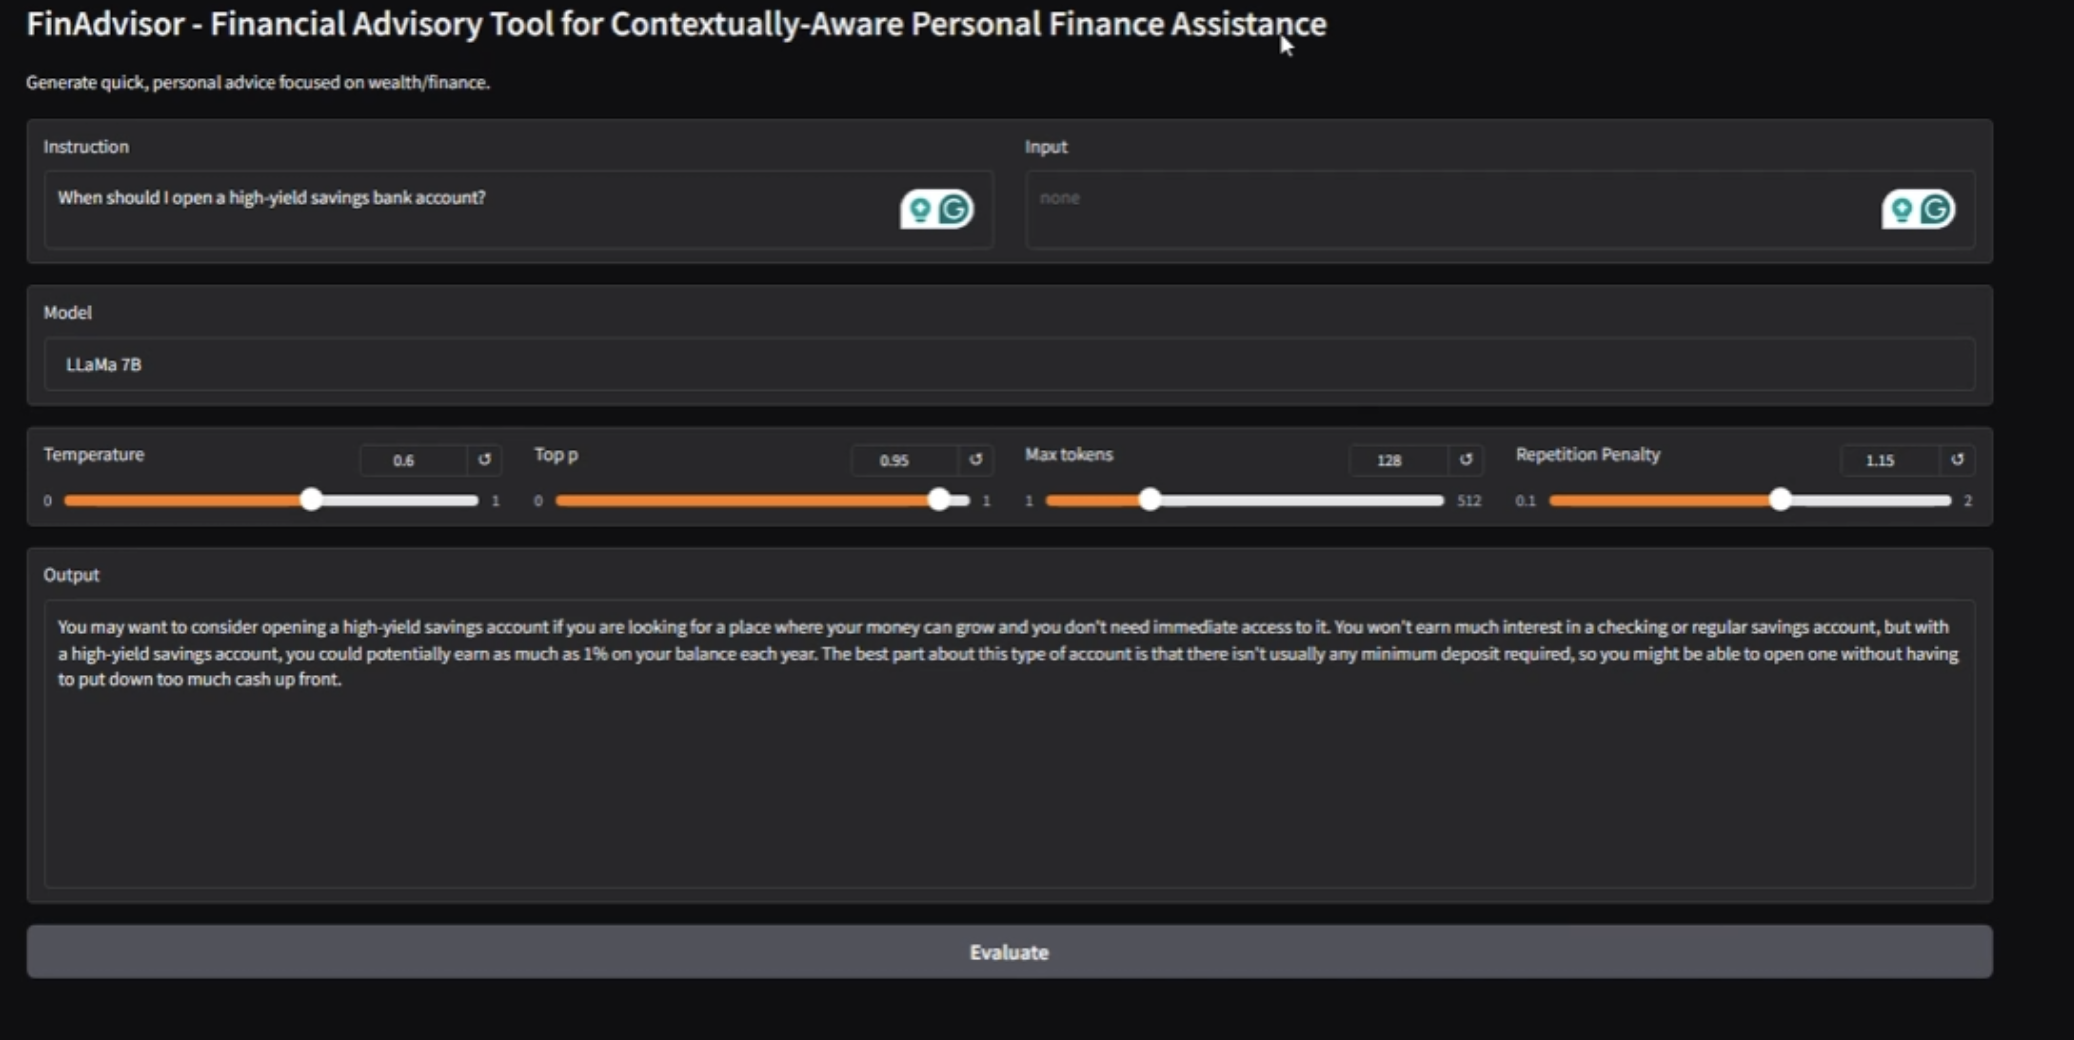 FinAdvisor - Financial Advisory Tool for Contextually-Aware Personal Finance Assistance
Generate quick, personal advice focused on wealth/finance.
Instruction
When should I open a high-yield savings bank account?
Input
none
Model
LLaMa 7B
Temperature
0.6
0
1
Top p
0.95
0
1
Max tokens
128
1
512
Repetition Penalty
1.15
0.1
2
Output
You may want to consider opening a high-yield savings account if you are looking for a place where your money can grow and you don't need immediate access to it. You won't earn much interest in a checking or regular savings account, but with
a high-yield savings account, you could potentially earn as much as 1% on your balance each year. The best part about this type of account is that there isn't usually any minimum deposit required, so you might be able to open one without having
to put down too much cash up front.
Evaluate